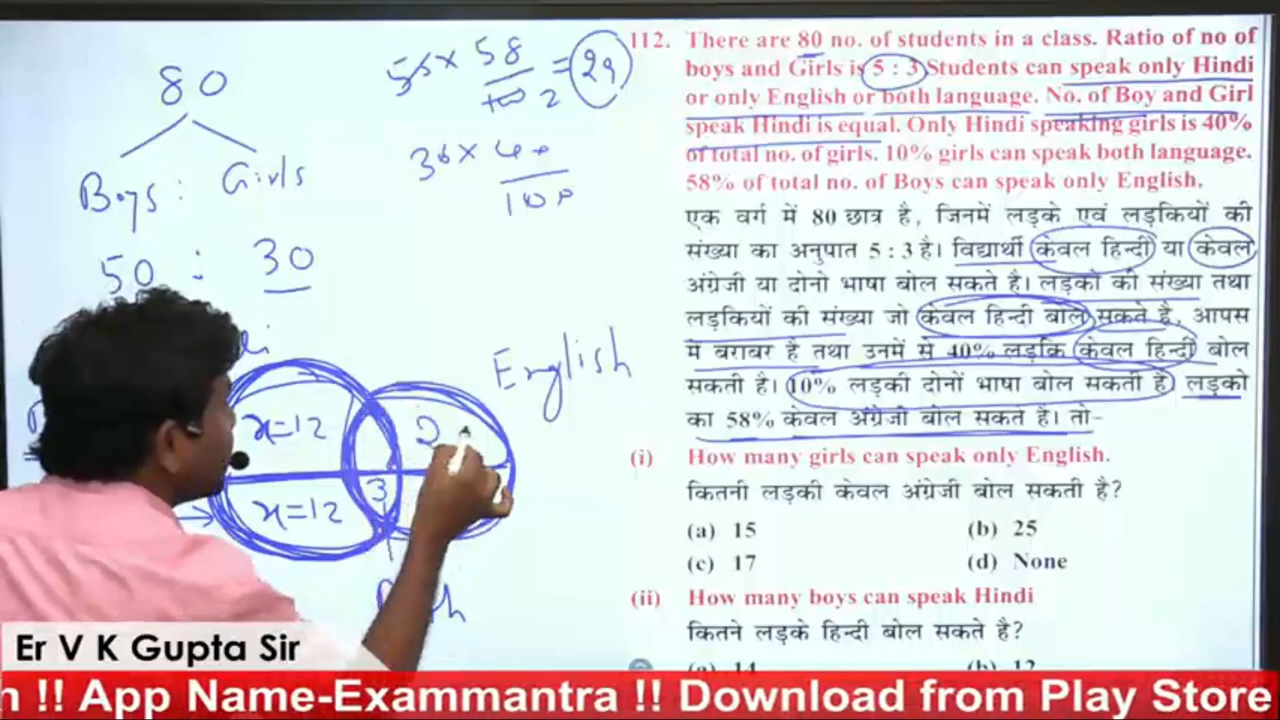 80
Boys : Girls
50 : 30
= 29
English
x=12
x=12
3
112. There are 80 no. of students in a class. Ratio of no of
boys and Girls is 5 : 3 Students can speak only Hindi
or only English or both language. No. of Boy and Girl
speak Hindi is equal. Only Hindi speaking girls is 40%
of total no. of girls. 10% girls can speak both language.
58% of total no. of Boys can speak only English.
एक वर्ग में 80 छात्र है, जिनमें लड़के एवं लड़कियों की
संख्या का अनुपात 5 : 3 है। विद्यार्थी केवल हिन्दी या केवल
अंग्रेजी या दोनो भाषा बोल सकते है। लड़को की संख्या तथा
लड़कियों की संख्या जो केवल हिन्दी बोल सकते है, आपस
में बराबर है तथा उनमें से 40% लड़कि केवल हिन्दी बोल
सकती है। 10% लड़की दोनों भाषा बोल सकती है लड़को
का 58% केवल अंग्रेजी बोल सकते है। तो-
(i) How many girls can speak only English.
कितनी लड़की केवल अंग्रेजी बोल सकती है?
(a) 15 (b) 25
(c) 17 (d) None
(ii) How many boys can speak Hindi
कितने लड़के हिन्दी बोल सकते है?
(a) 14 (b) 12
Er V K Gupta Sir
!! App Name-Exammantra !! Download from Play Store